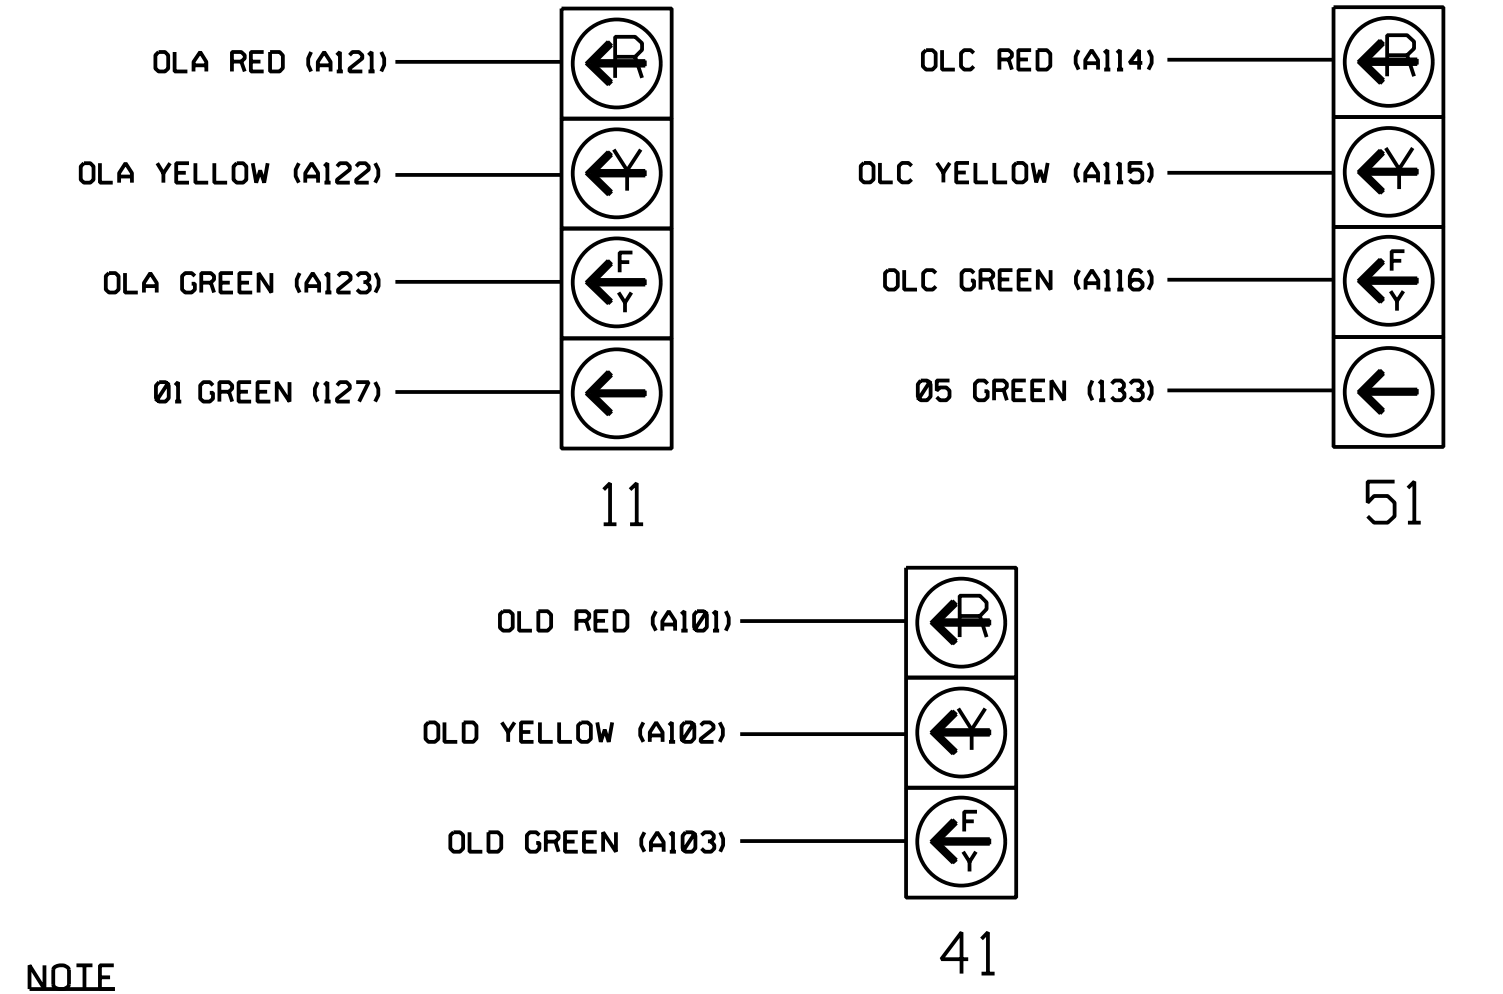 OLA RED (A121)
R
OLA YELLOW (A122)
Y
OLA GREEN (A123)
F
Y
01 GREEN (127)
11
OLC RED (A114)
R
OLC YELLOW (A115)
Y
OLC GREEN (A116)
F
Y
05 GREEN (133)
51
OLD RED (A101)
R
OLD YELLOW (A102)
Y
OLD GREEN (A103)
F
Y
41
NOTE